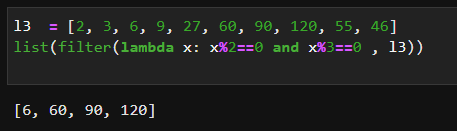 l3  = [2, 3, 6, 9, 27, 60, 90, 120, 55, 46]
list(filter(lambda x: x%2==0 and x%3==0 , l3))
[6, 60, 90, 120]